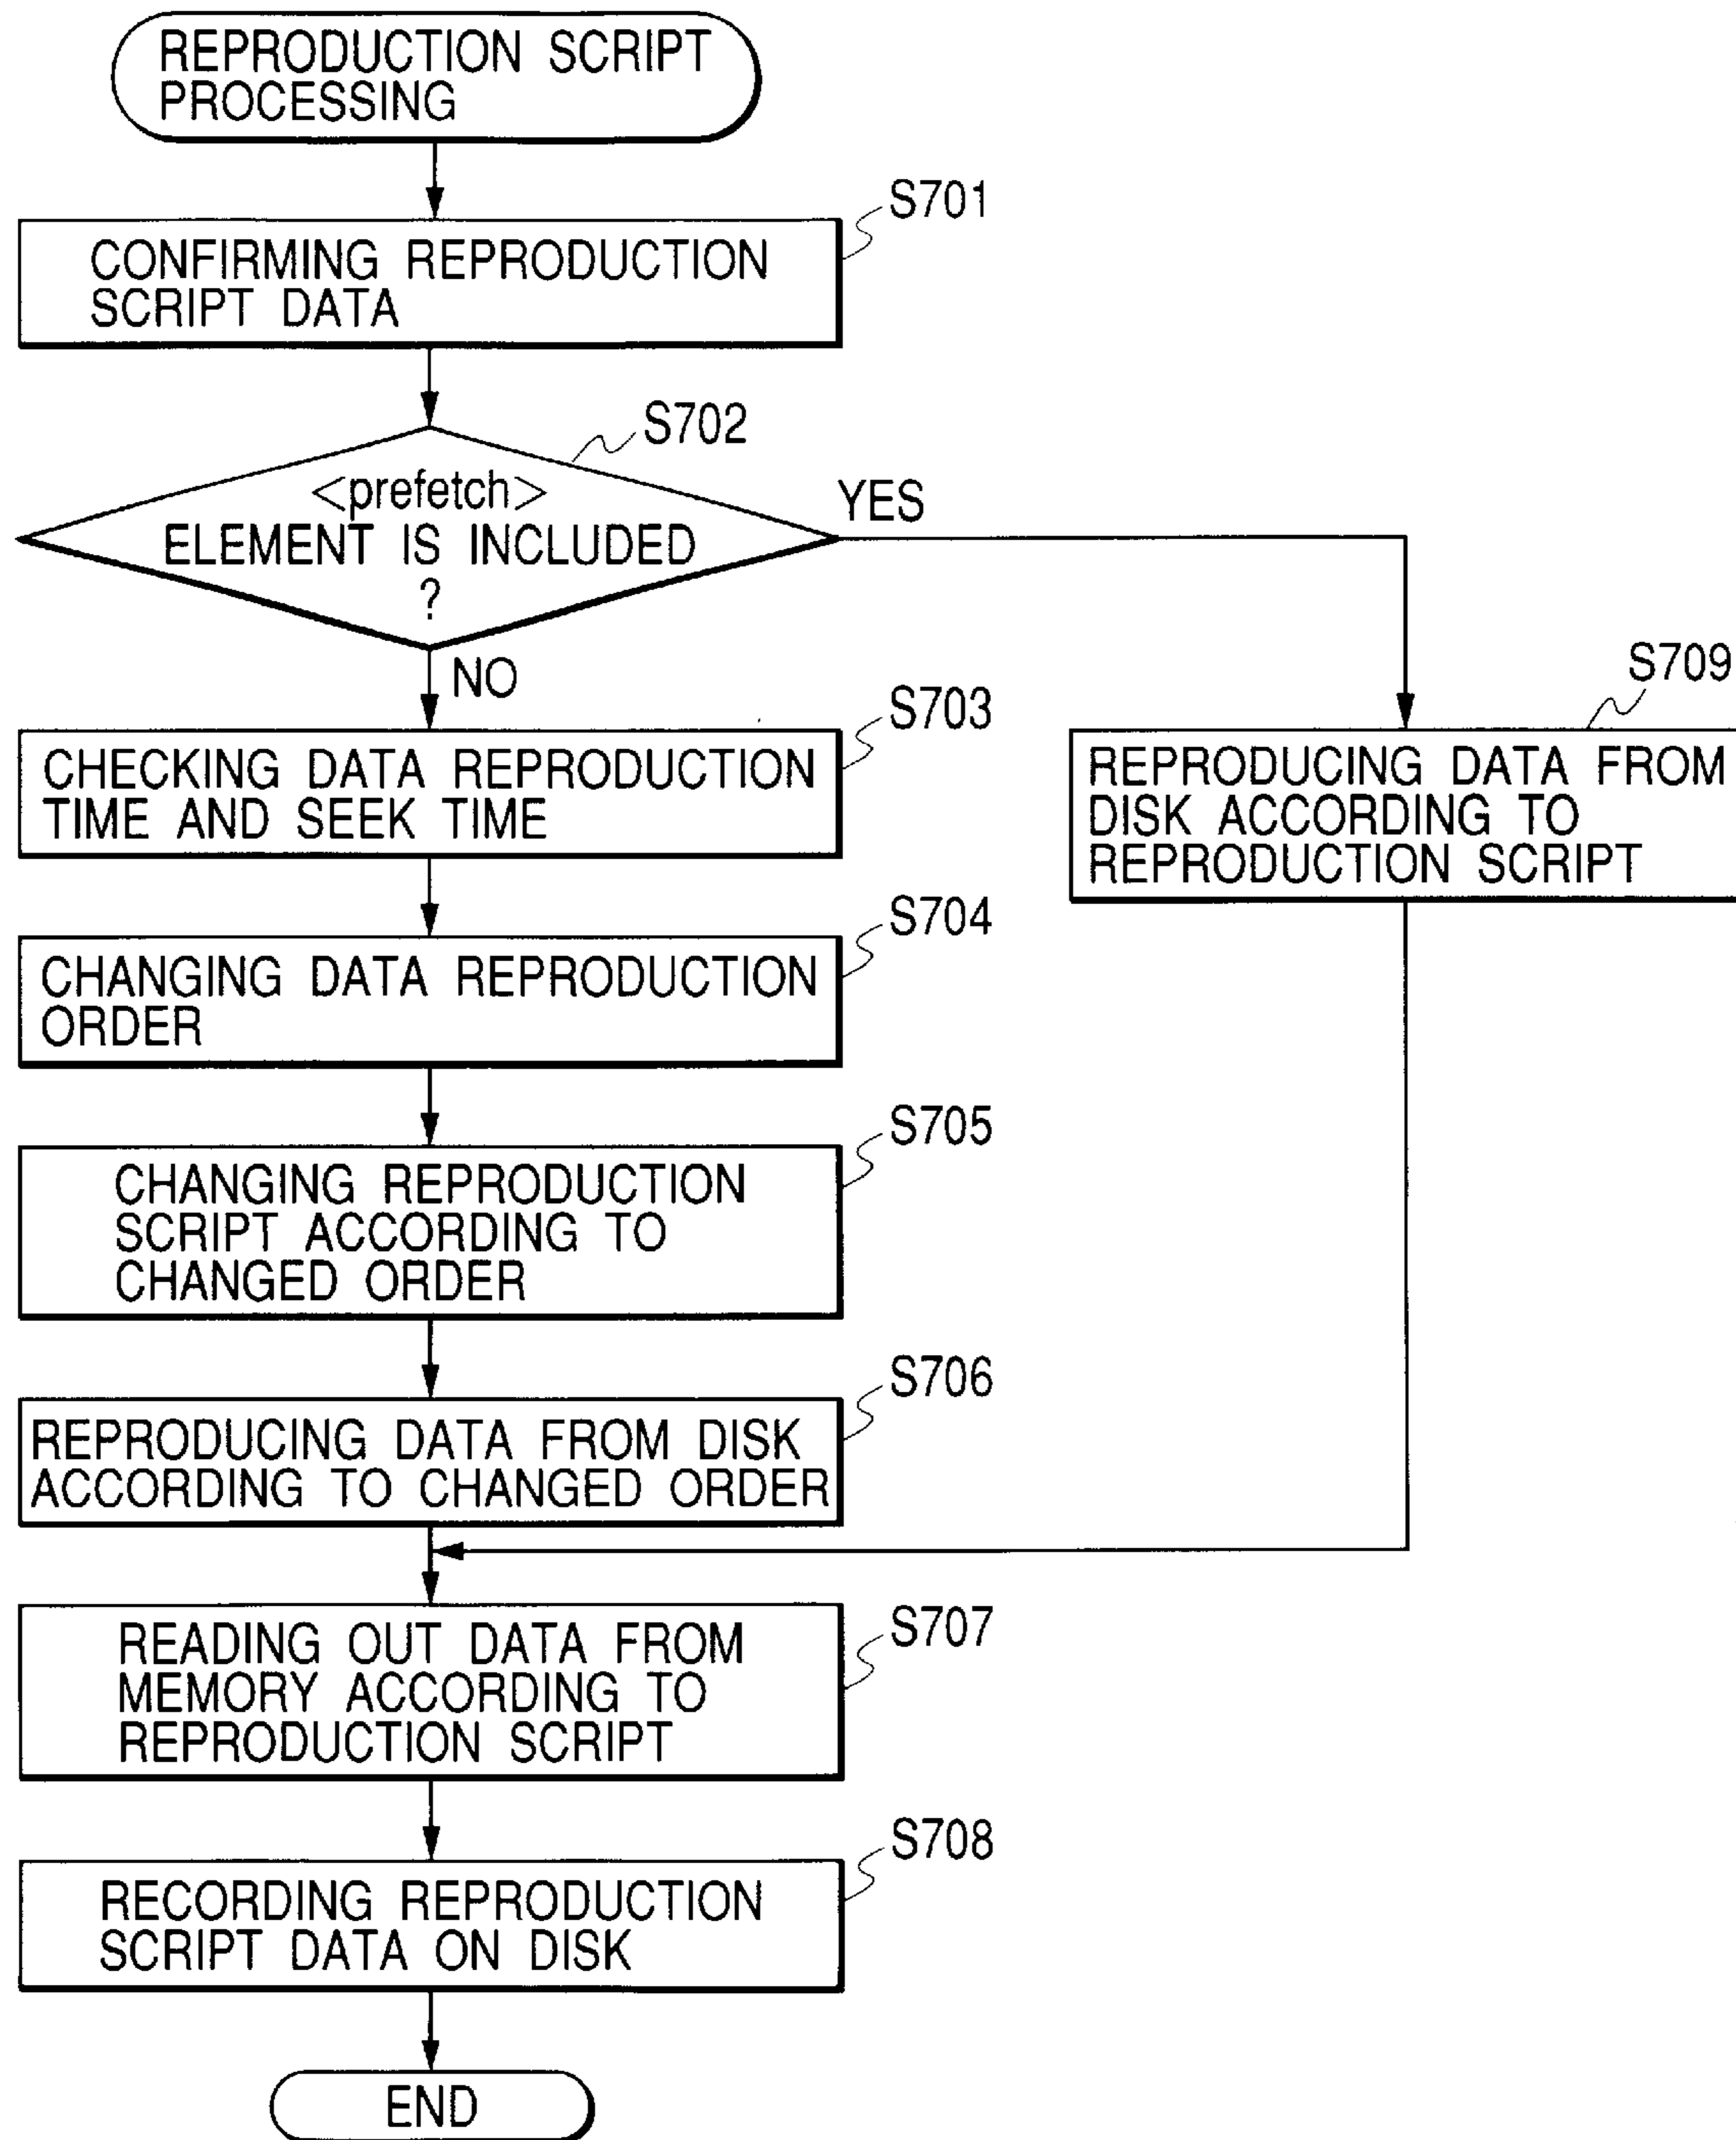 REPRODUCTION SCRIPT
PROCESSING
S701
CONFIRMING REPRODUCTION
SCRIPT DATA
S702
<prefetch>
ELEMENT IS INCLUDED
?
YES
NO
S703
CHECKING DATA REPRODUCTION
TIME AND SEEK TIME
S709
REPRODUCING DATA FROM
DISK ACCORDING TO
REPRODUCTION SCRIPT
S704
CHANGING DATA REPRODUCTION
ORDER
S705
CHANGING REPRODUCTION
SCRIPT ACCORDING TO
CHANGED ORDER
S706
REPRODUCING DATA FROM DISK
ACCORDING TO CHANGED ORDER
S707
READING OUT DATA FROM
MEMORY ACCORDING TO
REPRODUCTION SCRIPT
S708
RECORDING REPRODUCTION
SCRIPT DATA ON DISK
END